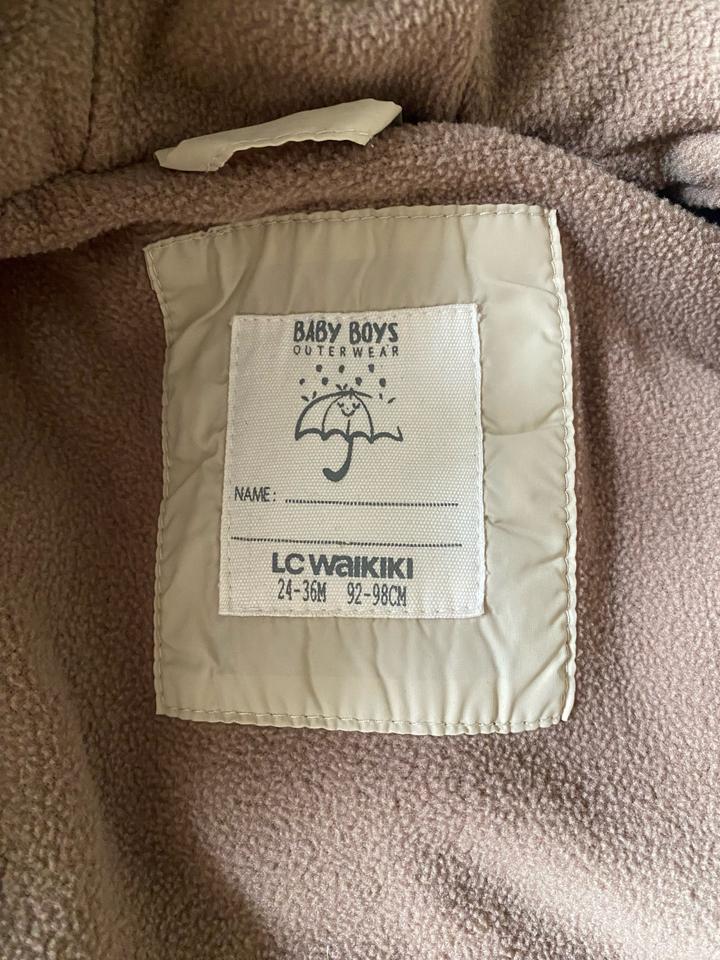 BABY BOYS
OUTERWEAR
NAME:
LC WAIKIKI
24-36M 92-98CM